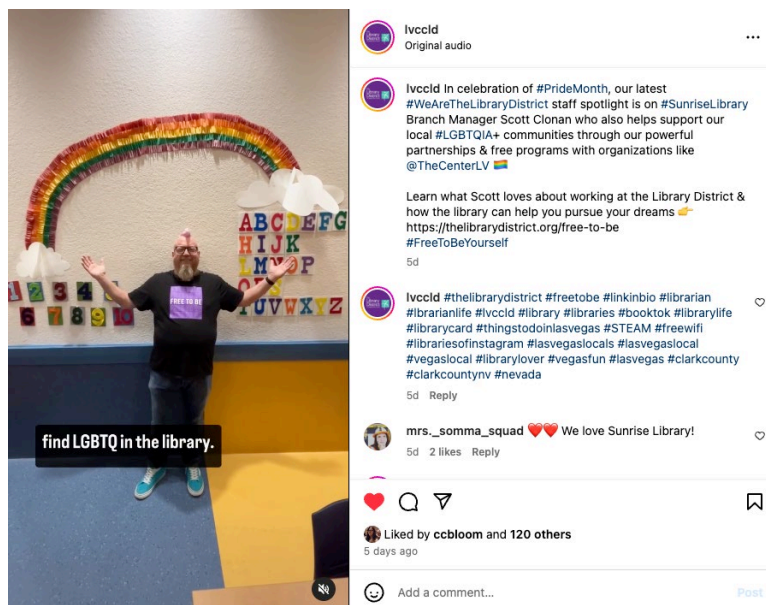 lvccld
Original audio
lvccld In celebration of #PrideMonth, our latest
#WeAreTheLibraryDistrict staff spotlight is on #SunriseLibrary
Branch Manager Scott Clonan who also helps support our
local #LGBTQIA+ communities through our powerful
partnerships & free programs with organizations like
@TheCenterLV 🏳️‍🌈
Learn what Scott loves about working at the Library District &
how the library can help you pursue your dreams 👉
https://thelibrarydistrict.org/free-to-be
#FreeToBeYourself
5d
lvccld #thelibrarydistrict #freetobe #linkinbio #librarian
#lbrarianlife #lvccld #library #libraries #booktok #librarylife
#librarycard #thingstodoinlasvegas #STEAM #freewifi
#librariesofinstagram #lasvegaslocals #lasvegaslocal
#vegaslocal #librarylover #vegasfun #lasvegas #clarkcounty
#clarkcountynv #nevada
5d Reply
mrs._somma_squad ❤️❤️ We love Sunrise Library!
5d 2 likes Reply
Liked by ccbloom and 120 others
5 days ago
Add a comment...
Post
ABCDEFG
HIJK
LMNOP
TUVWXYZ
1 2 3 4 5
6 7 8 9 10
FREE TO BE
find LGBTQ in the library.